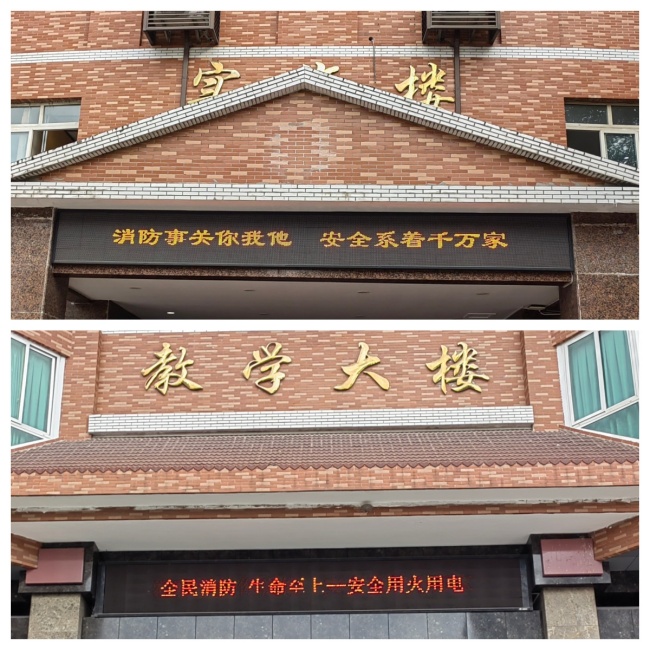 楼
消防事关你我他 安全系着千万家
教学大楼
全民消防 生命至上--安全用火用电